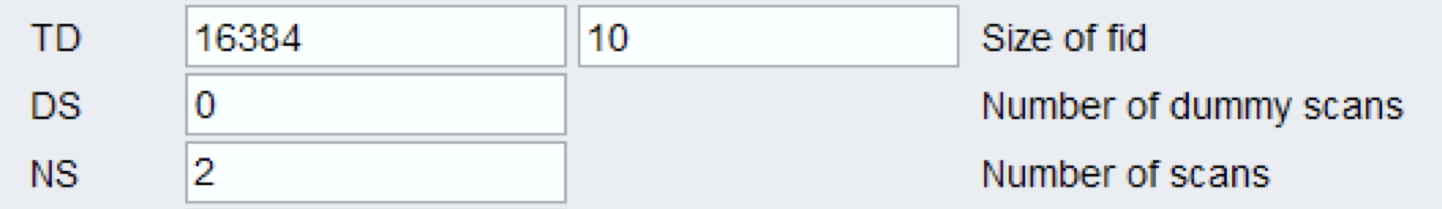 TD 16384 10 Size of fid
DS 0 Number of dummy scans
NS 2 Number of scans